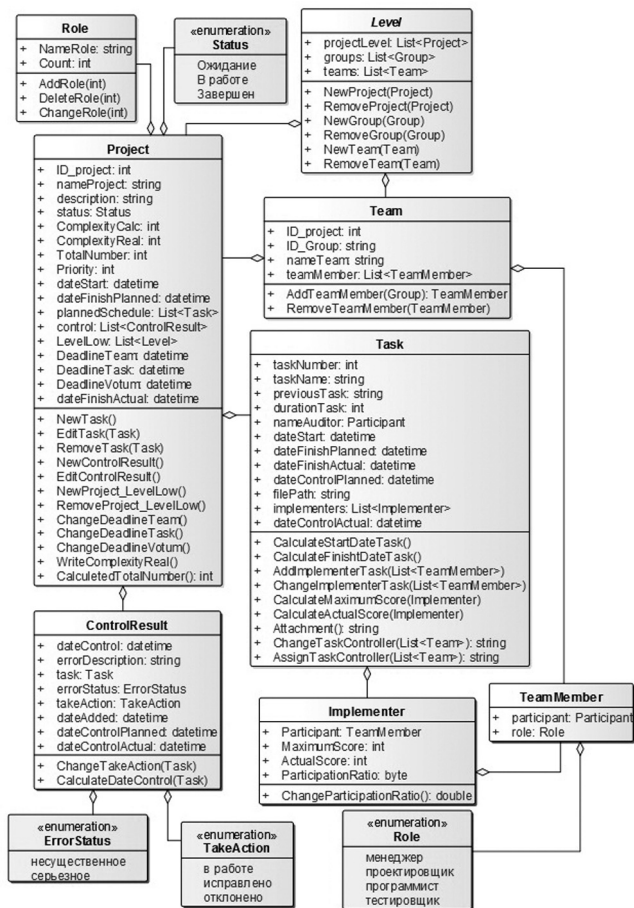 Role
+ NameRole: string
+ Count: int
+ AddRole(int)
+ DeleteRole(int)
+ ChangeRole(int)
«enumeration»
Status
Ожидание
В работе
Завершен
Level
+ projectLevel: List<Project>
+ groups: List<Group>
+ teams: List<Team>
+ NewProject(Project)
+ RemoveProject(Project)
+ NewGroup(Group)
+ RemoveGroup(Group)
+ NewTeam(Team)
+ RemoveTeam(Team)
Project
+ ID_project: int
+ nameProject: string
+ description: string
+ status: Status
+ ComplexityCalc: int
+ ComplexityReal: int
+ TotalNumber: int
+ Priority: int
+ dateStart: datetime
+ dateFinishPlanned: datetime
+ plannedSchedule: List<Task>
+ control: List<ControlResult>
+ LevelLow: List<Level>
+ DeadlineTeam: datetime
+ DeadlineTask: datetime
+ DeadlineVotum: datetime
+ dateFinishActual: datetime
+ NewTask()
+ EditTask(Task)
+ RemoveTask(Task)
+ NewControlResult()
+ EditControlResult()
+ NewProject_LevelLow()
+ RemoveProject_LevelLow()
+ ChangeDeadlineTeam()
+ ChangeDeadlineTask()
+ ChangeDeadlineVotum()
+ WriteComplexityReal()
+ CalculetedTotalNumber(): int
Team
+ ID_project: int
+ ID_Group: string
+ nameTeam: string
+ teamMember: List<TeamMember>
+ AddTeamMember(Group): TeamMember
+ RemoveTeamMember(TeamMember)
Task
+ taskNumber: int
+ taskName: string
+ previousTask: string
+ durationTask: int
+ nameAuditor: Participant
+ dateStart: datetime
+ dateFinishPlanned: datetime
+ dateFinishActual: datetime
+ dateControlPlanned: datetime
+ filePath: string
+ implementers: List<Implementer>
+ dateControlActual: datetime
+ CalculateStartDateTask()
+ CalculateFinishtDateTask()
+ AddImplementerTask(List<TeamMember>)
+ ChangeImplementerTask(List<TeamMember>)
+ CalculateMaximumScore(Implementer)
+ CalculateActualScore(Implementer)
+ Attachment(): string
+ ChangeTaskController(List<Team>): string
+ AssignTaskController(List<Team>): string
ControlResult
+ dateControl: datetime
+ errorDescription: string
+ task: Task
+ errorStatus: ErrorStatus
+ takeAction: TakeAction
+ dateAdded: datetime
+ dateControlPlanned: datetime
+ dateControlActual: datetime
+ ChangeTakeAction(Task)
+ CalculateDateControl(Task)
Implementer
+ Participant: TeamMember
+ MaximumScore: int
+ ActualScore: int
+ ParticipationRatio: byte
+ ChangeParticipationRatio(): double
TeamMember
+ participant: Participant
+ role: Role
«enumeration»
ErrorStatus
несущественное
серьезное
«enumeration»
TakeAction
в работе
исправлено
отклонено
«enumeration»
Role
менеджер
проектировщик
программист
тестировщик